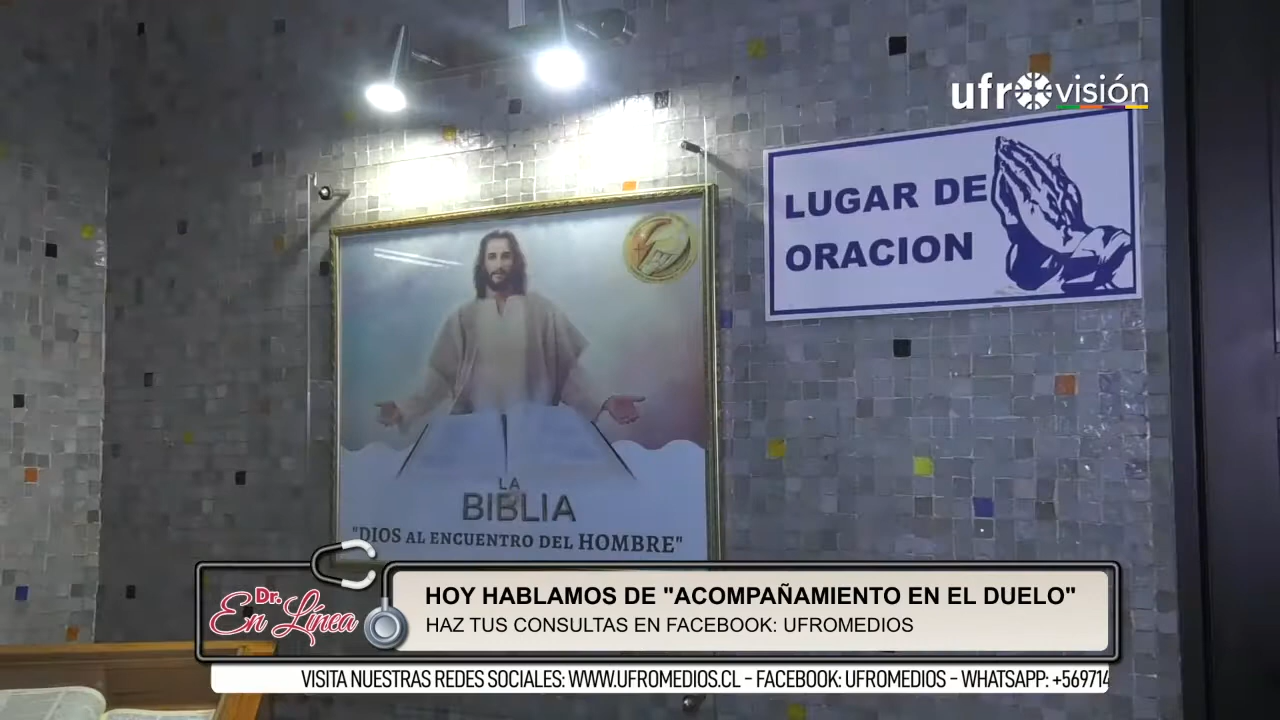 ufrovisión
LUGAR DE
ORACION
LA
BIBLIA
"DIOS AL ENCUENTRO DEL HOMBRE"
Dr.
En Línea
HOY HABLAMOS DE "ACOMPAÑAMIENTO EN EL DUELO"
HAZ TUS CONSULTAS EN FACEBOOK: UFROMEDIOS
VISITA NUESTRAS REDES SOCIALES: WWW.UFROMEDIOS.CL - FACEBOOK: UFROMEDIOS - WHATSAPP: +569714